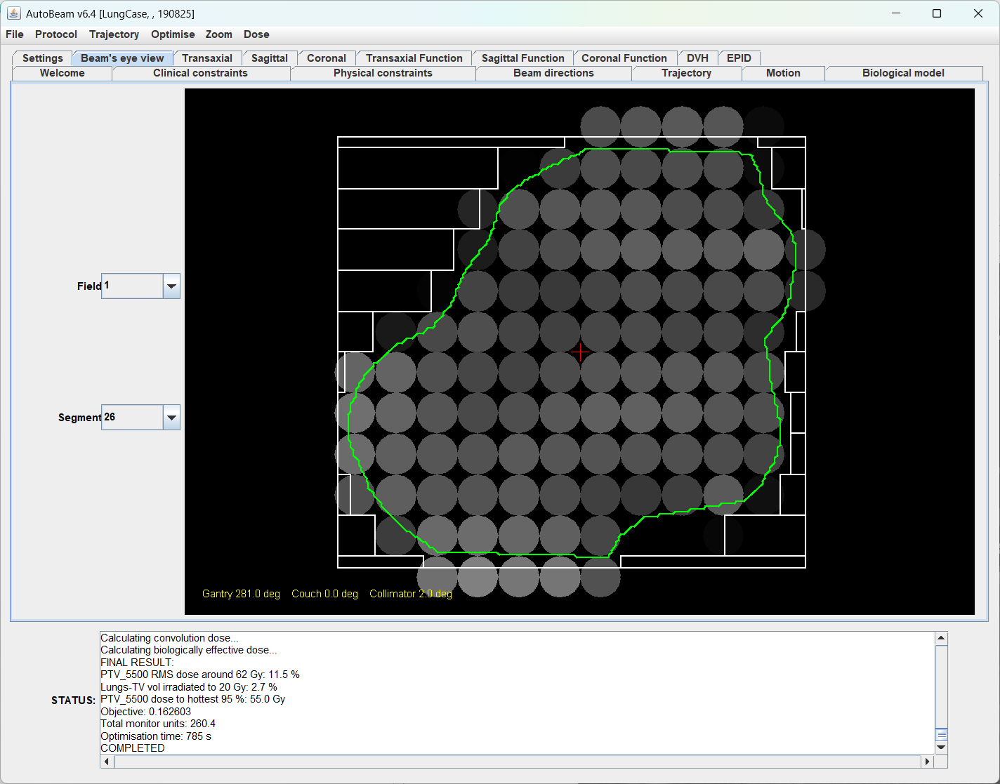 AutoBeam v6.4 [LungCase, , 190825]
File Protocol Trajectory Optimise Zoom Dose
Settings Beam's eye view Transaxial Sagittal Coronal Transaxial Function Sagittal Function Coronal Function DVH EPID
Welcome Clinical constraints Physical constraints Beam directions Trajectory Motion Biological model
Field 1
Segment 26
Gantry 281.0 deg Couch 0.0 deg Collimator 2.0 deg
STATUS:
Calculating convolution dose...
Calculating biologically effective dose...
FINAL RESULT:
PTV_5500 RMS dose around 62 Gy: 11.5 %
Lungs-TV vol irradiated to 20 Gy: 2.7 %
PTV_5500 dose to hottest 95 %: 55.0 Gy
Objective: 0.162603
Total monitor units: 260.4
Optimisation time: 785 s
COMPLETED